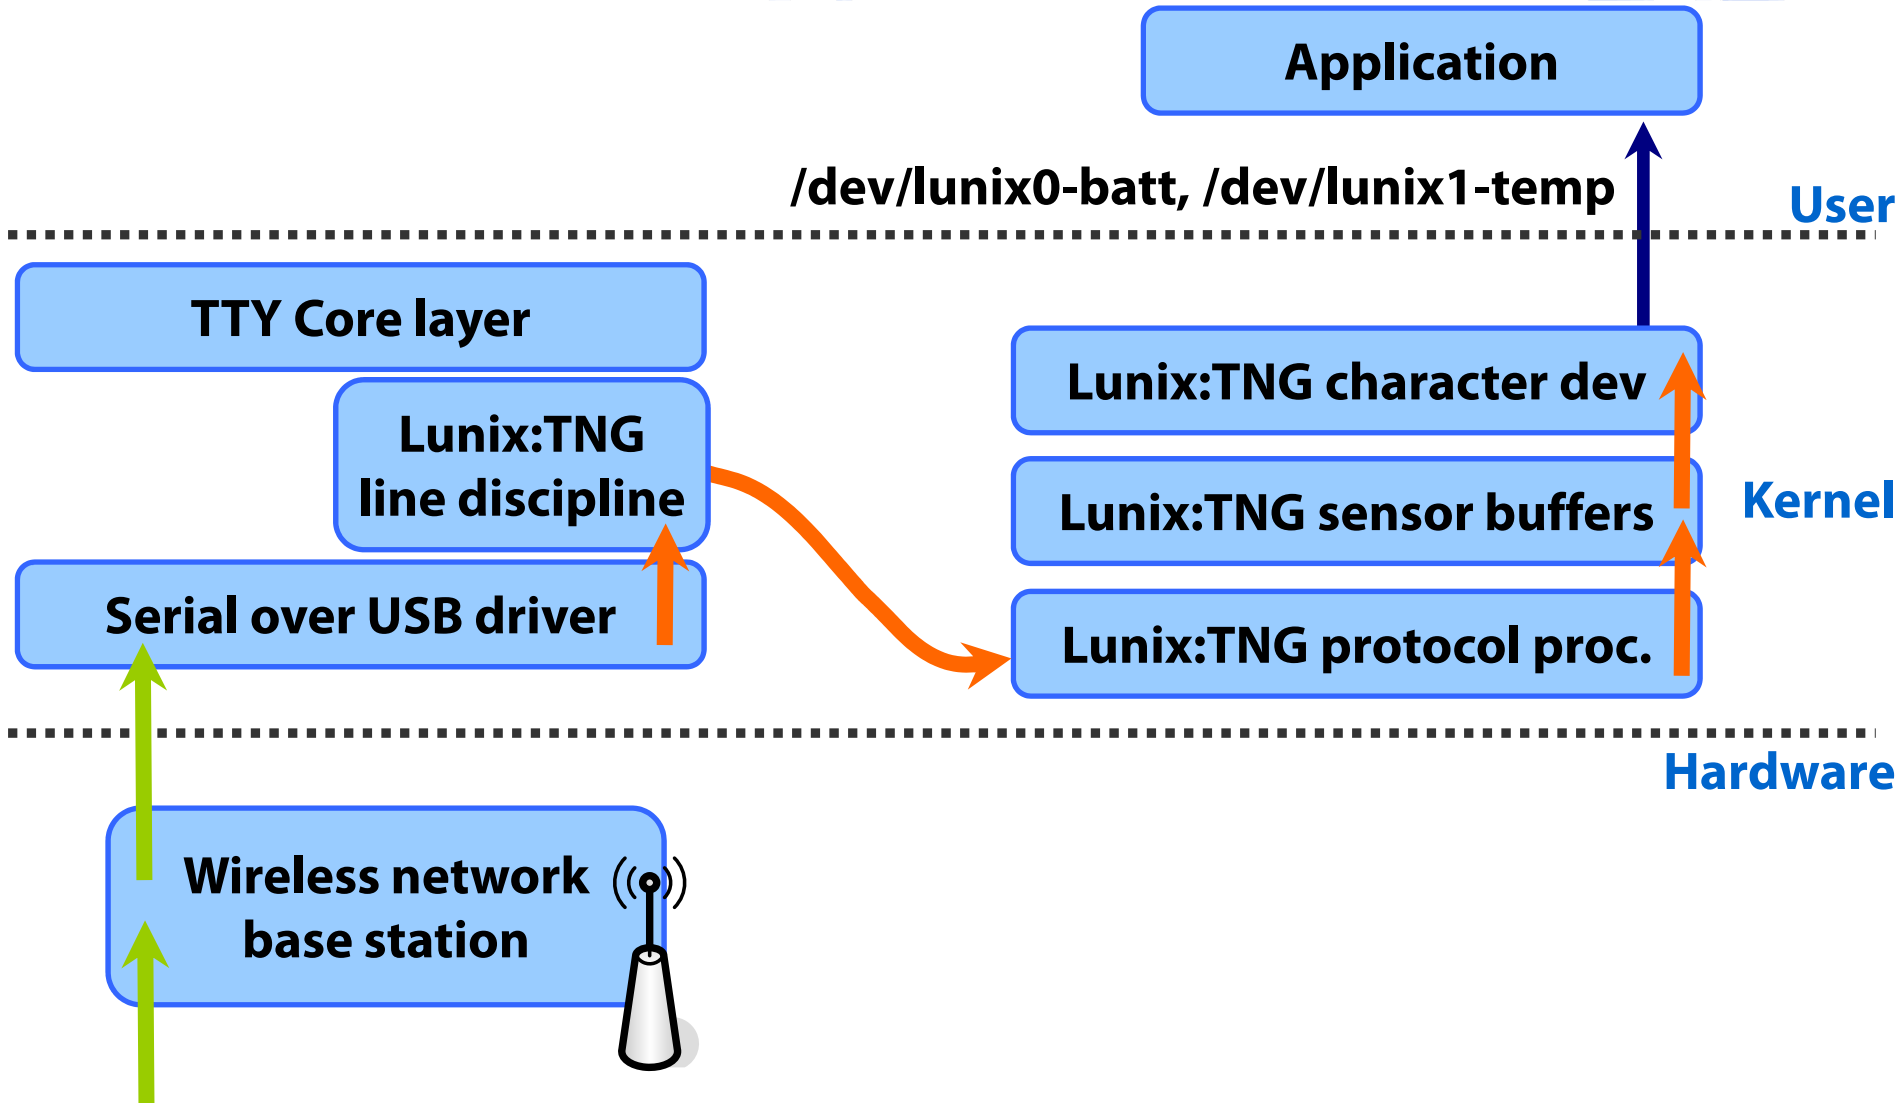 Application
/dev/lunix0-batt, /dev/lunix1-temp
User
TTY Core layer
Lunix:TNG
line discipline
Serial over USB driver
Lunix:TNG character dev
Lunix:TNG sensor buffers
Lunix:TNG protocol proc.
Kernel
Hardware
Wireless network
base station